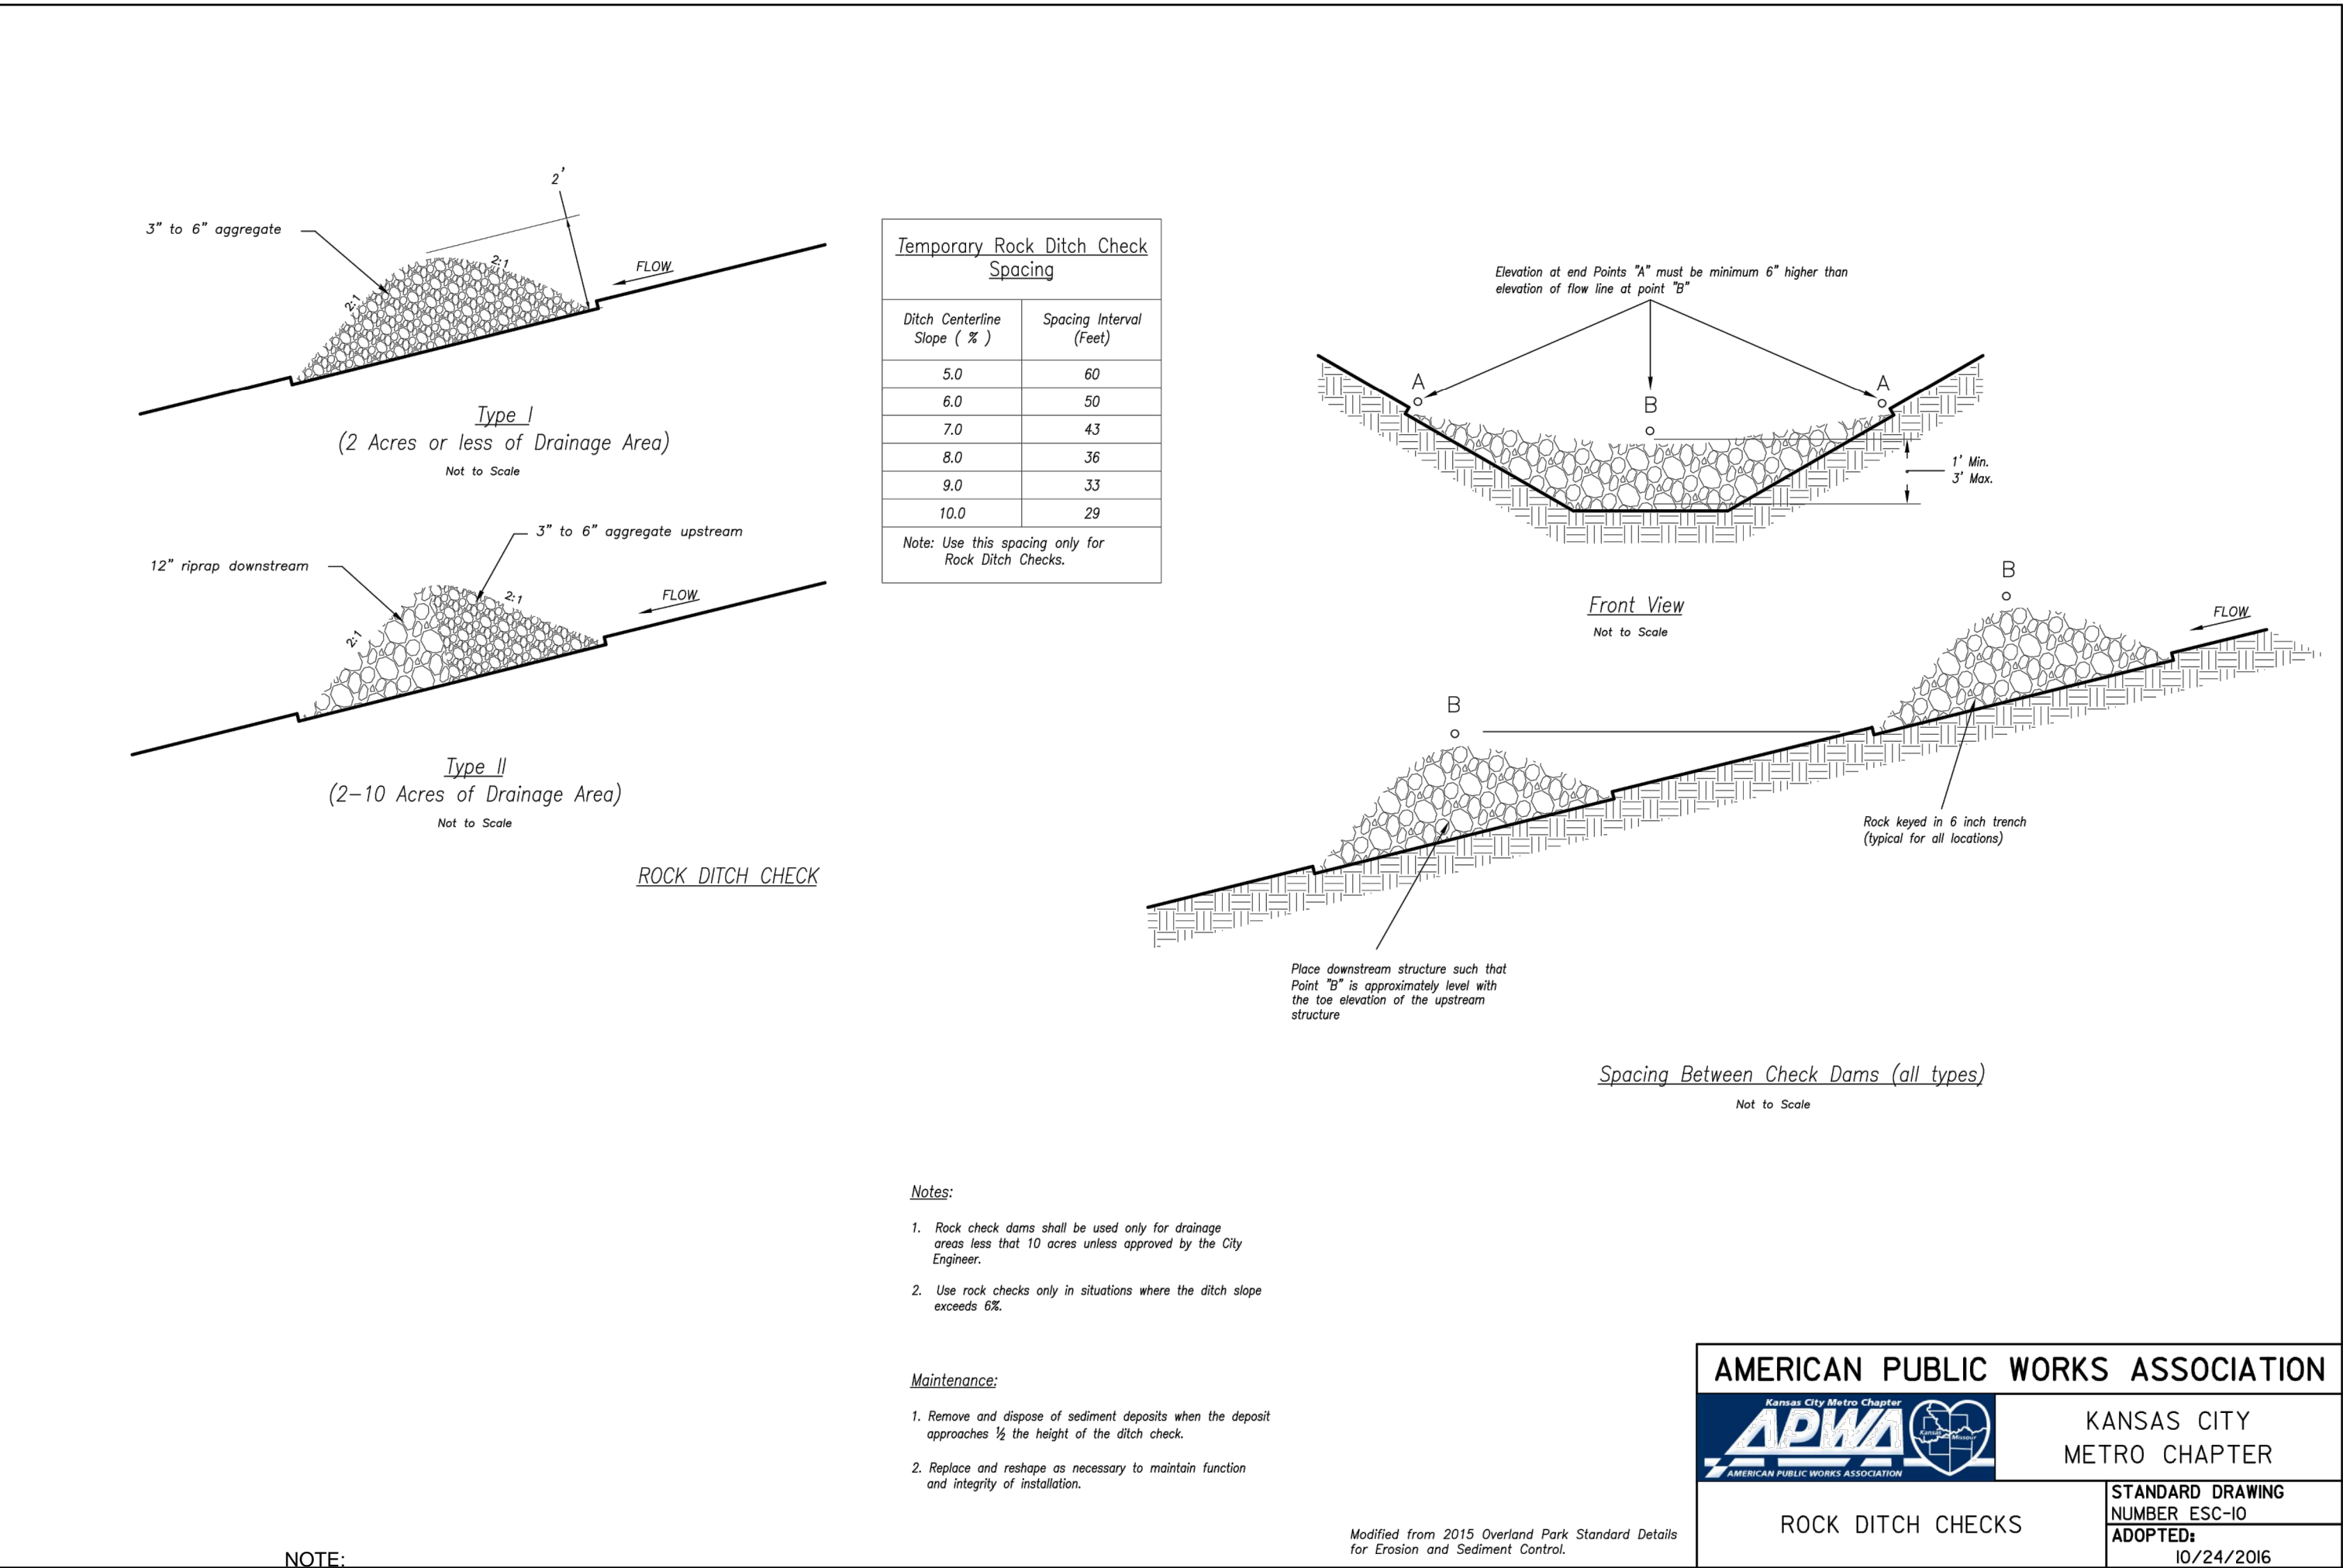 2'
3" to 6" aggregate
2:1
2:1
FLOW
Type I
(2 Acres or less of Drainage Area)
Not to Scale
3" to 6" aggregate upstream
12" riprap downstream
2:1
2:1
FLOW
Type II
(2-10 Acres of Drainage Area)
Not to Scale
ROCK DITCH CHECK
Temporary Rock Ditch Check
Spacing
Ditch Centerline
Slope ( % )
Spacing Interval
(Feet)
5.0 60
6.0 50
7.0 43
8.0 36
9.0 33
10.0 29
Note: Use this spacing only for
Rock Ditch Checks.
Elevation at end Points "A" must be minimum 6" higher than
elevation of flow line at point "B"
A
B
A
1' Min.
3' Max.
Front View
Not to Scale
B
FLOW
B
Rock keyed in 6 inch trench
(typical for all locations)
Place downstream structure such that
Point "B" is approximately level with
the toe elevation of the upstream
structure
Spacing Between Check Dams (all types)
Not to Scale
Notes:
1. Rock check dams shall be used only for drainage
areas less that 10 acres unless approved by the City
Engineer.
2. Use rock checks only in situations where the ditch slope
exceeds 6%.
Maintenance:
1. Remove and dispose of sediment deposits when the deposit
approaches ½ the height of the ditch check.
2. Replace and reshape as necessary to maintain function
and integrity of installation.
Modified from 2015 Overland Park Standard Details
for Erosion and Sediment Control.
NOTE:
AMERICAN PUBLIC WORKS ASSOCIATION
Kansas City Metro Chapter
APWA
Kansas
Missouri
AMERICAN PUBLIC WORKS ASSOCIATION
KANSAS CITY
METRO CHAPTER
ROCK DITCH CHECKS
STANDARD DRAWING
NUMBER ESC-10
ADOPTED:
10/24/2016